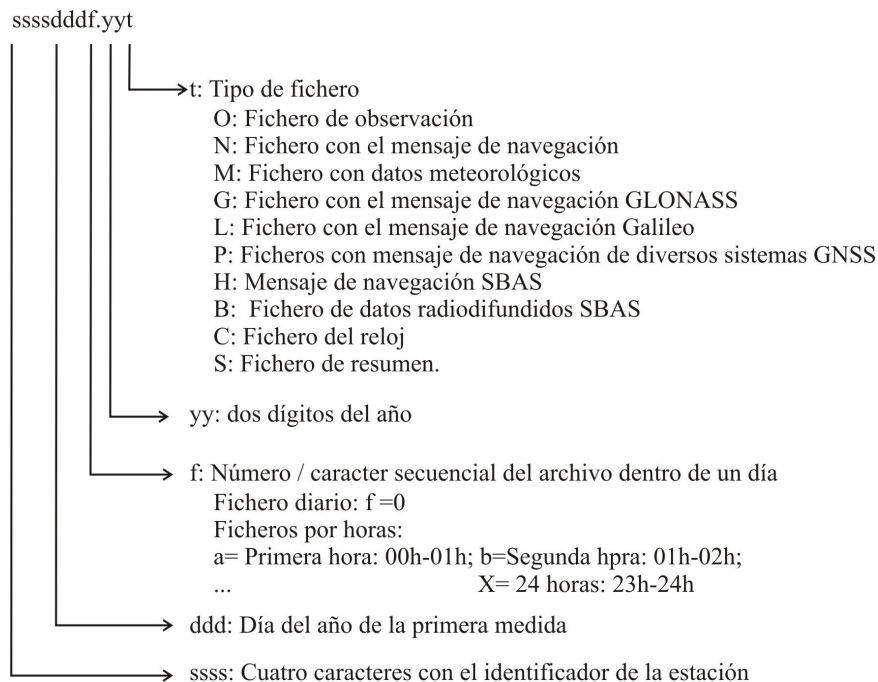 ssssdddf.yyt
t: Tipo de fichero
O: Fichero de observación
N: Fichero con el mensaje de navegación
M: Fichero con datos meteorológicos
G: Fichero con el mensaje de navegación GLONASS
L: Fichero con el mensaje de navegación Galileo
P: Ficheros con mensaje de navegación de diversos sistemas GNSS
H: Mensaje de navegación SBAS
B: Fichero de datos radiodifundidos SBAS
C: Fichero del reloj
S: Fichero de resumen.
yy: dos dígitos del año
f: Número / caracter secuencial del archivo dentro de un día
Fichero diario: f =0
Ficheros por horas:
a= Primera hora: 00h-01h; b=Segunda hpra: 01h-02h;
... X= 24 horas: 23h-24h
ddd: Día del año de la primera medida
ssss: Cuatro caracteres con el identificador de la estación